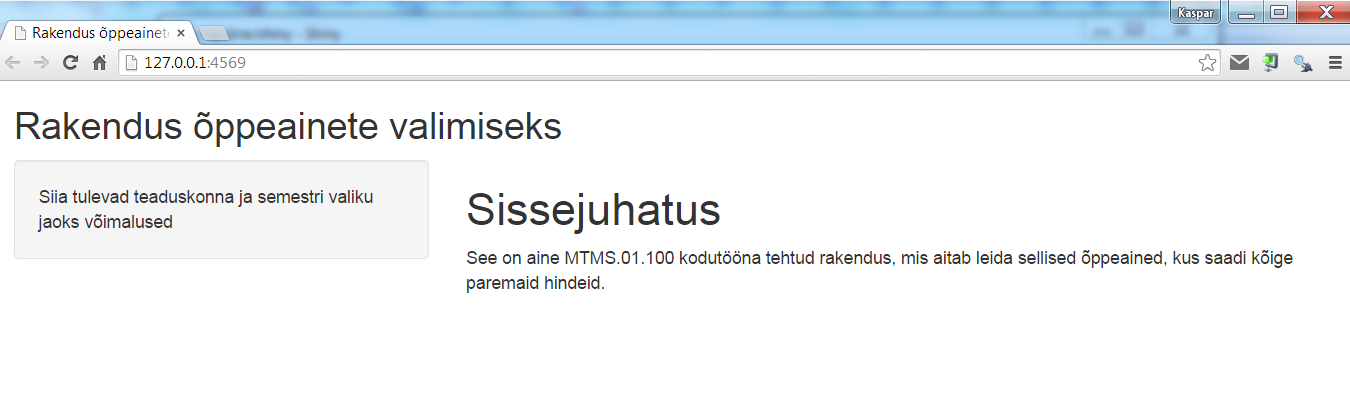 Kaspar
Rakendus õppeaine
127.0.0.1:4569
Rakendus õppeainete valimiseks
Siia tulevad teaduskonna ja semestri valiku
jaoks võimalused
Sissejuhatus
See on aine MTMS.01.100 kodutööna tehtud rakendus, mis aitab leida sellised õppeained, kus saadi kõige
paremaid hindeid.